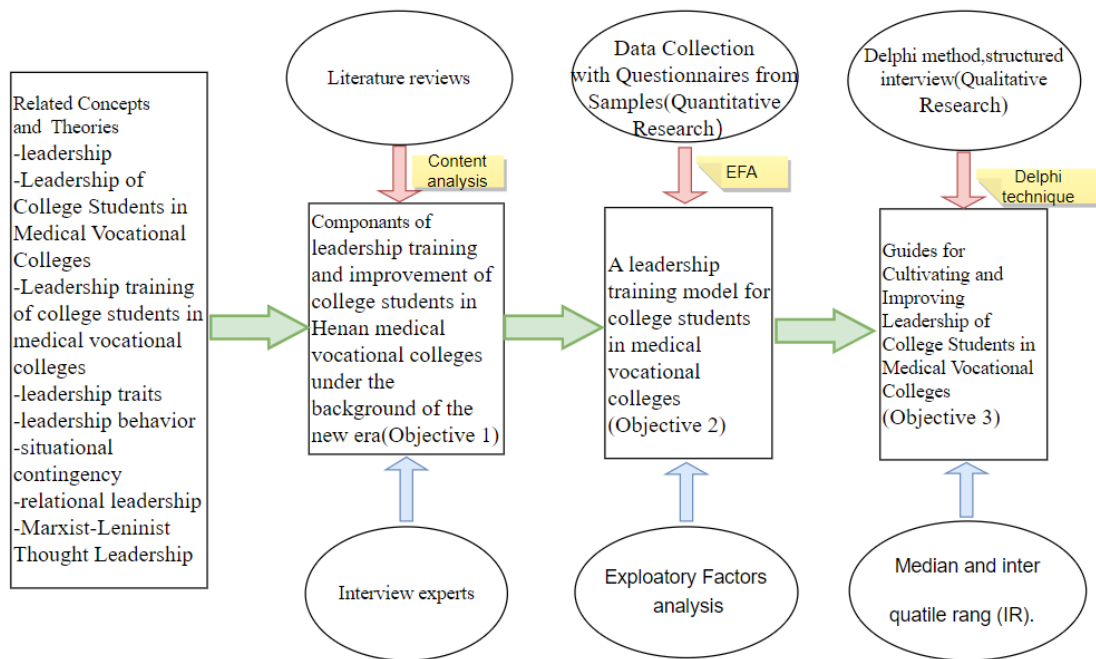 Related Concepts
and Theories
-leadership
-Leadership of
College Students in
Medical Vocational
Colleges
-Leadership training
of college students in
medical vocational
colleges
-leadership traits
-leadership behavior
-situational
contingency
-relational leadership
-Marxist-Leninist
Thought Leadership
Literature reviews
Content
analysis
Componants of
leadership training
and improvement of
college students in
Henan medical
vocational colleges
under the
background of the
new era(Objective 1)
Interview experts
Data Collection
with Questionnaires from
Samples(Quantitative
Research)
EFA
A leadership
training model for
college students
in medical
vocational
colleges
(Objective 2)
Exploatory Factors
analysis
Delphi method,structured
interview(Qualitative
Research)
Delphi
technique
Guides for
Cultivating and
Improving
Leadership of
College Students in
Medical Vocational
Colleges
(Objective 3)
Median and inter
quatile rang (IR).